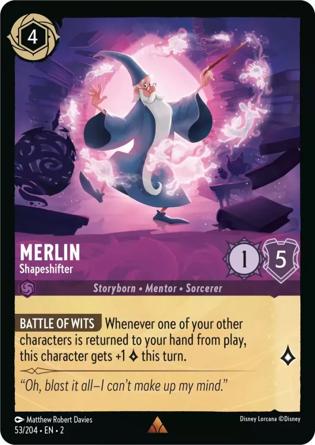 4
MERLIN
Shapeshifter
1
5
Storyborn • Mentor • Sorcerer
BATTLE OF WITS Whenever one of your other
characters is returned to your hand from play,
this character gets +1 this turn.
“Oh, blast it all–I can't make up my mind.”
Matthew Robert Davies
53/204 • EN • 2
Disney Lorcana ©Disney